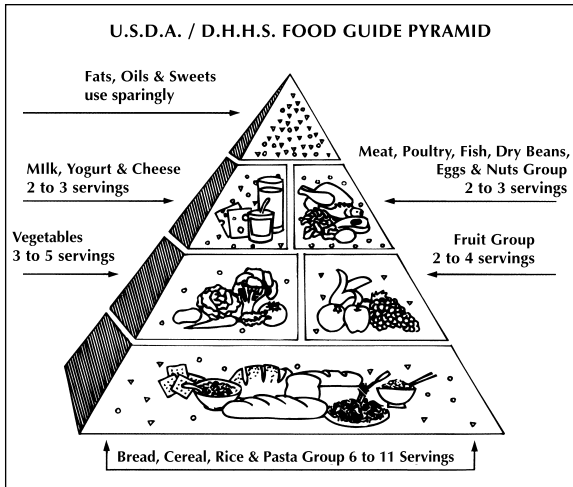 U.S.D.A. / D.H.H.S. FOOD GUIDE PYRAMID
Fats, Oils & Sweets
use sparingly
MIlk, Yogurt & Cheese
2 to 3 servings
Meat, Poultry, Fish, Dry Beans,
Eggs & Nuts Group
2 to 3 servings
Vegetables
3 to 5 servings
Fruit Group
2 to 4 servings
Bread, Cereal, Rice & Pasta Group 6 to 11 Servings